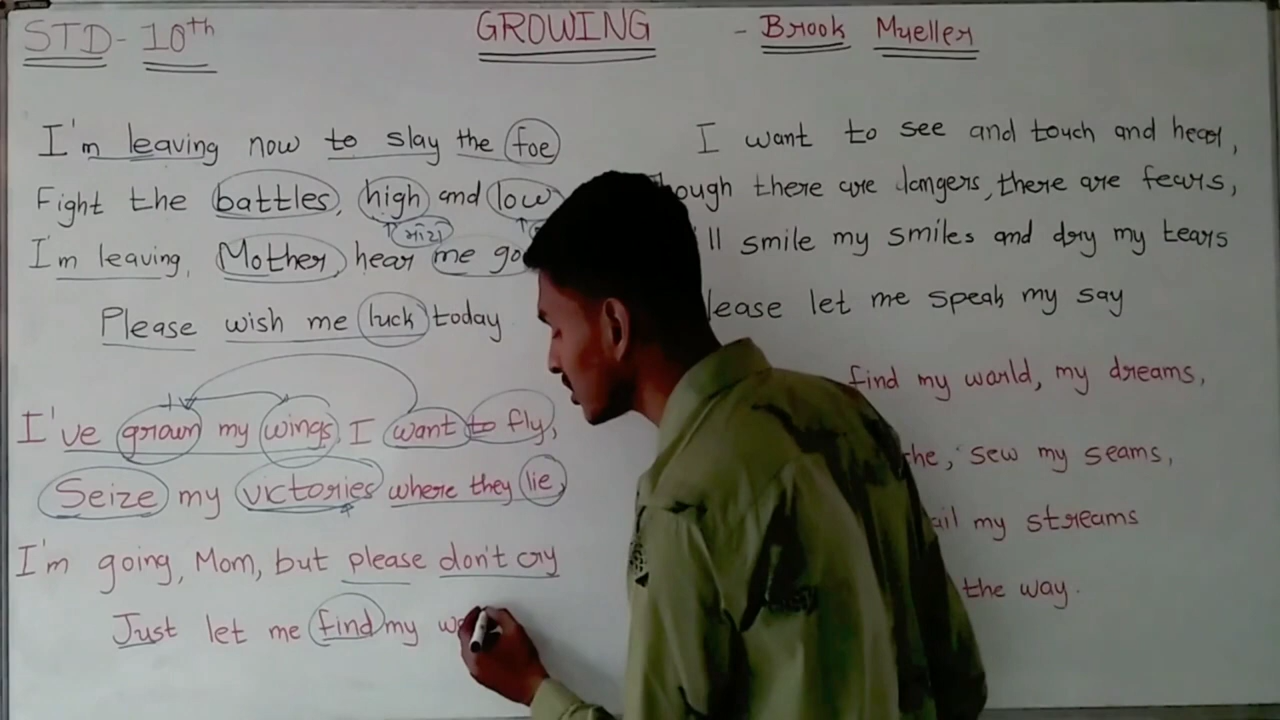 STD- 10th
GROWING - Brook Mueller
I'm leaving now to slay the foe
Fight the battles, high and low
मोठा
I'm leaving, Mother, hear me go
Please wish me luck today
I've grown my wings, I want to fly,
Seize my victories where they lie,
I'm going, Mom, but please don't cry
Just let me find my
I want to see and touch and hear,
ough there are dangers, there are fears,
'll smile my smiles and dry my tears
lease let me speak my say
find my world, my dreams,
he, sew my seams,
ail my streams
the way.